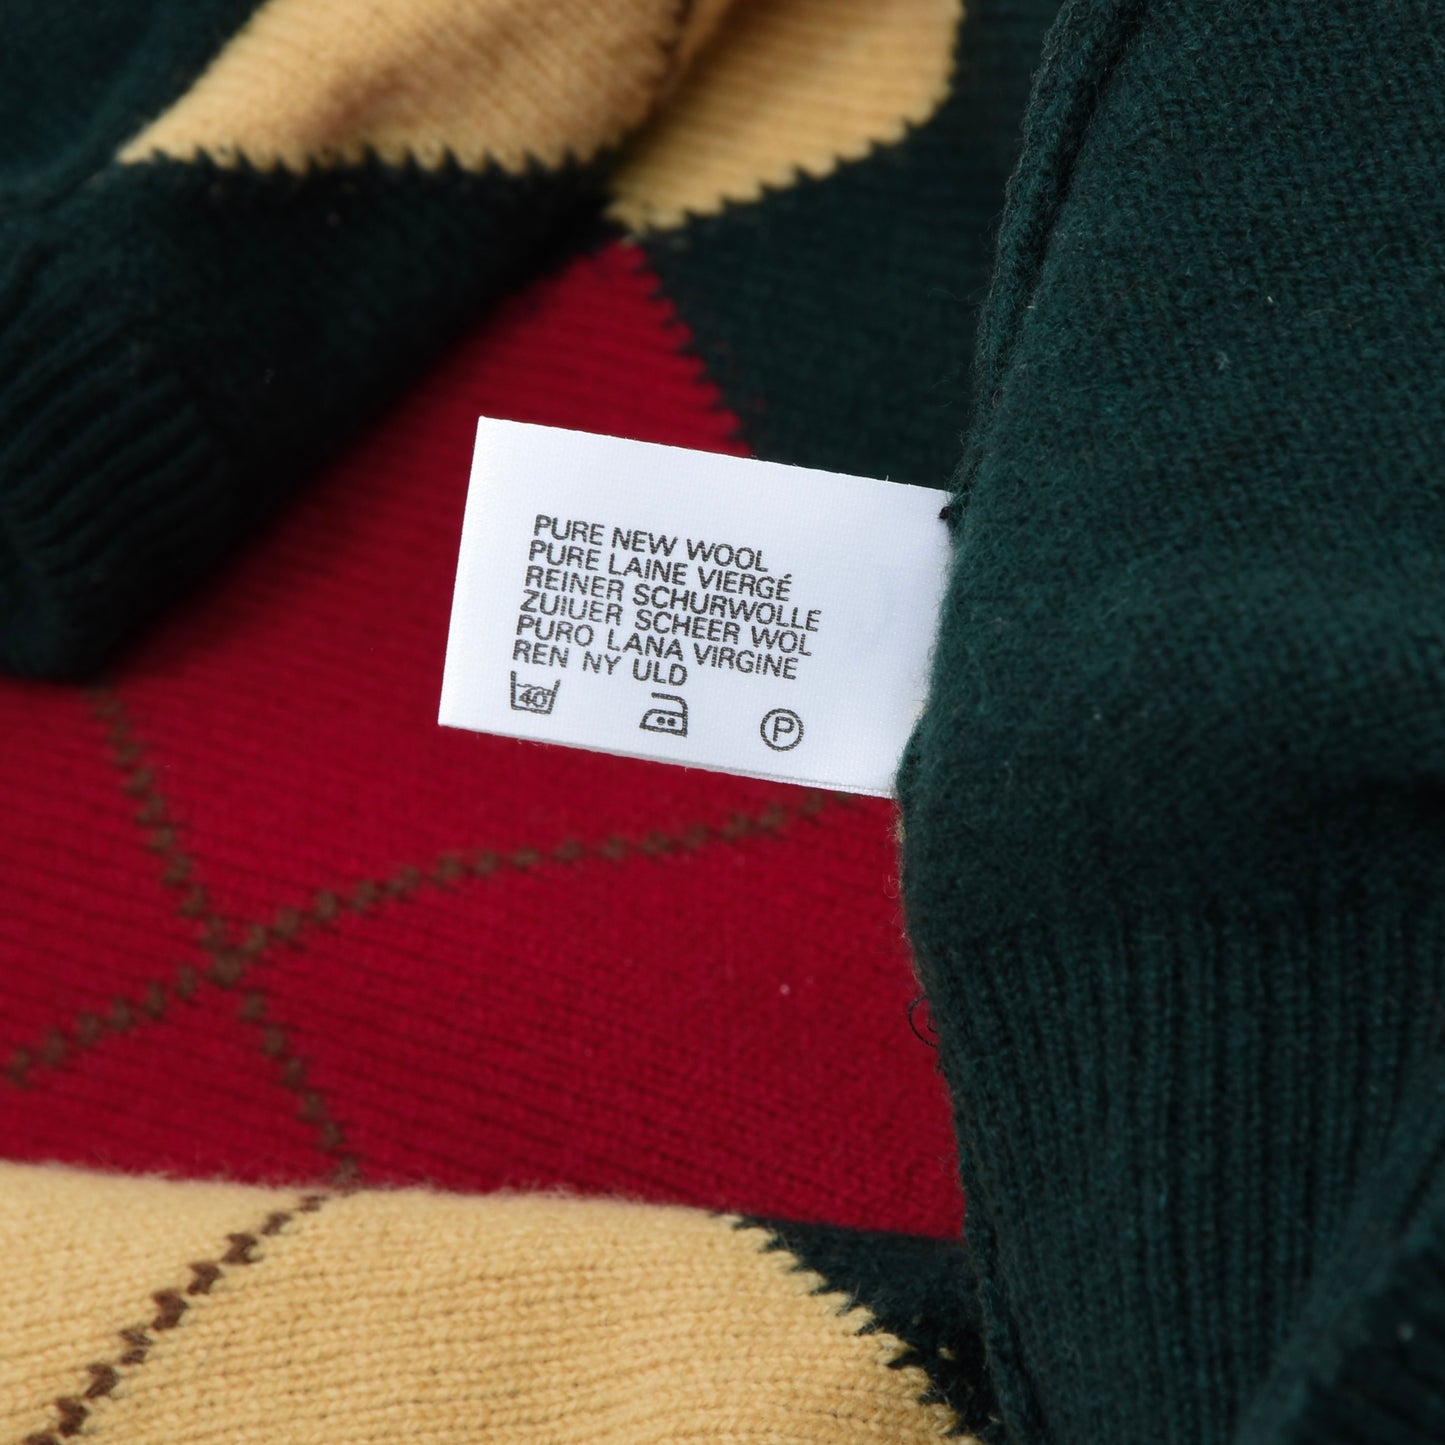 PURE NEW WOOL
PURE LAINE VIERGÉ
REINER SCHURWOLLE
ZUIUER SCHEER WOL
PURO LANA VIRGINE
REN NY ULD
40 P